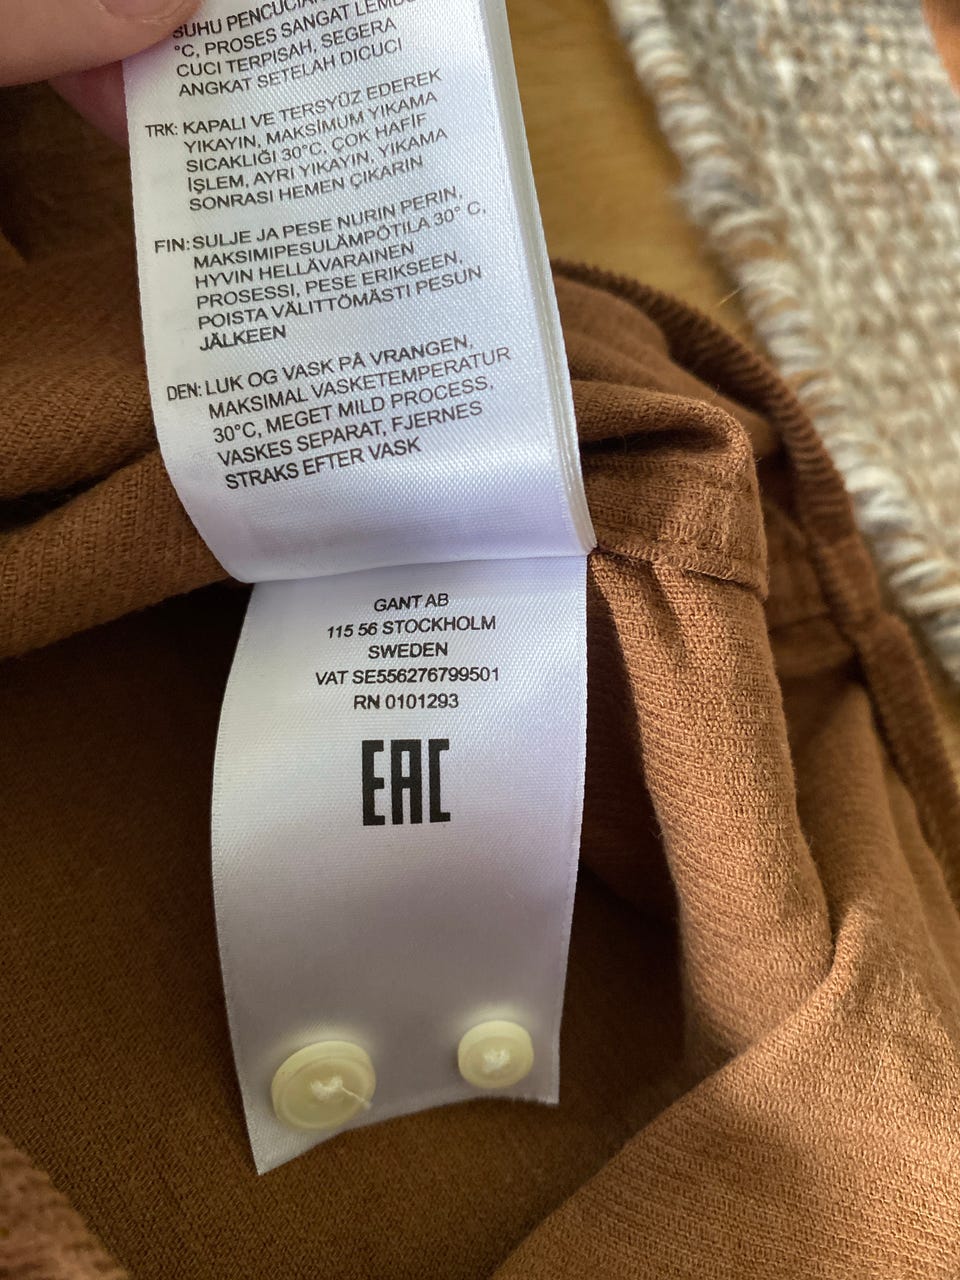 SUHU PENCUCIAN
°C, PROSES SANGAT
CUCI TERPISAH, SEGERA
ANGKAT SETELAH DICUCI
TRK: KAPALI VE TERSYÜZ EDEREK
YIKAYIN, MAKSIMUM YIKAMA
SICAKLIĞI 30°C, ÇOK HAFİF
İŞLEM, AYRI YIKAYIN, YIKAMA
SONRASI HEMEN ÇIKARIN
FIN: SULJE JA PESE NURIN PERIN,
MAKSIMIPESULÄMPÖTILA 30° C,
HYVIN HELLÄVARAINEN
PROSESSI, PESE ERIKSEEN,
POISTA VÄLITTÖMÄSTI PESUN
JÄLKEEN
DEN: LUK OG VASK PÅ VRANGEN,
MAKSIMAL VASKETEMPERATUR
30°C, MEGET MILD PROCESS,
VASKES SEPARAT, FJERNES
STRAKS EFTER VASK
GANT AB
115 56 STOCKHOLM
SWEDEN
VAT SE556276799501
RN 0101293
EAC